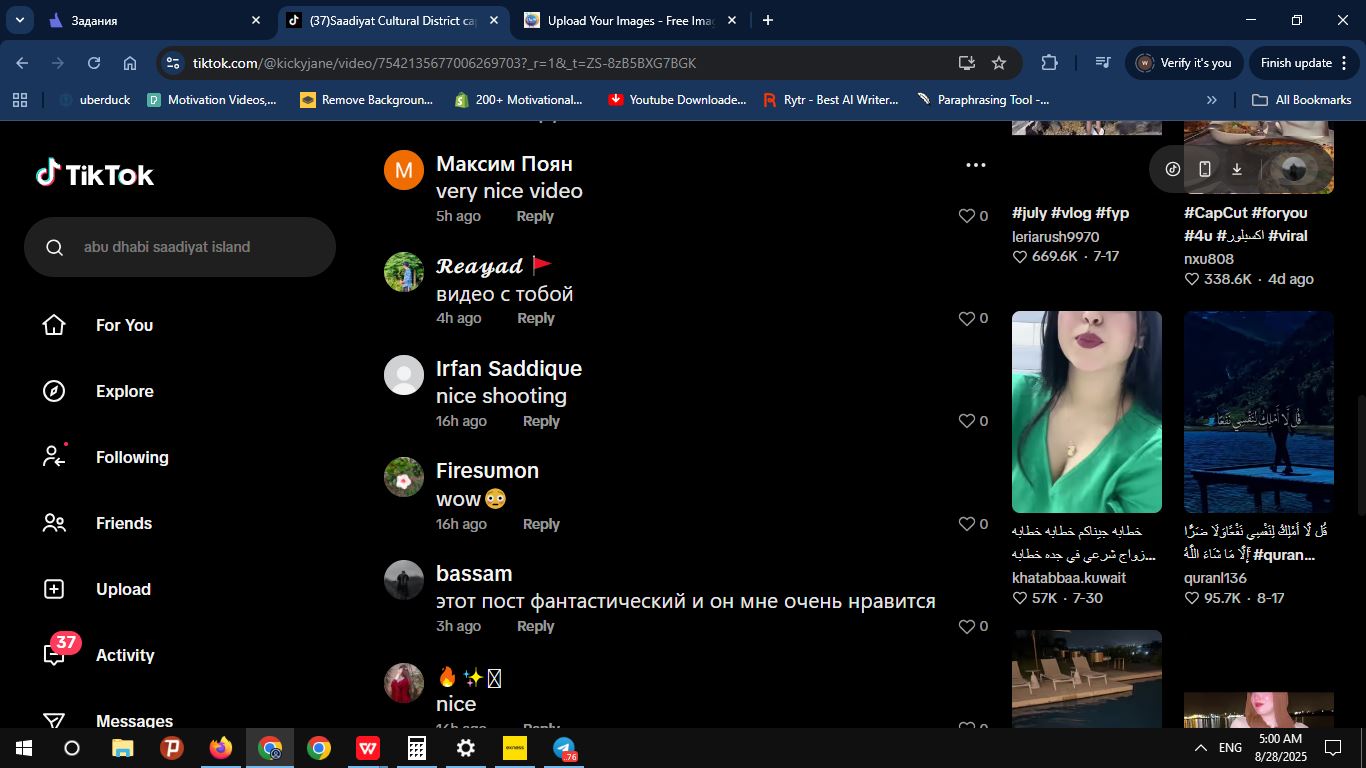 Задания
(37)Saadiyat Cultural District ca
Upload Your Images - Free Ima
tiktok.com/@kickyjane/video/7542135677006269703?_r=1&_t=ZS-8zB5BXG7BGK
Verify it's you
Finish update
uberduck
Motivation Videos,...
Remove Backgroun...
200+ Motivational...
Youtube Downloade...
Rytr - Best AI Writer...
Paraphrasing Tool -...
All Bookmarks
TikTok
abu dhabi saadiyat island
For You
Explore
Following
Friends
Upload
37
Activity
Messages
М
Максим Поян
very nice video
5h ago Reply 0
𝓡𝓮𝓪𝔂𝓪𝓭 🚩
видео с тобой
4h ago Reply 0
Irfan Saddique
nice shooting
16h ago Reply 0
Firesumon
wow😳
16h ago Reply 0
bassam
этот пост фантастический и он мне очень нравится
3h ago Reply 0
🔥✨
nice
16h ago Reply 0
#july #vlog #fyp
leriarush9970
669.6K · 7-17
#CapCut #foryou
#4u #اكسبلور #viral
nxu808
338.6K · 4d ago
خطابه جيناكم خطابه خطابه
زواج شرعي في جده خطابه...
khatabbaa.kuwait
57K · 7-30
قُل لَّا أَمْلِكُ لِنَفْسِي نَفْعًا
قُل لَّا أَمْلِكُ لِنَفْسِي نَفْعًا وَلَا ضَرًّا
إِلَّا مَا شَاءَ اللَّهُ #quran...
quranl136
95.7K · 8-17
W
exness
76
ENG
5:00 AM
8/28/2025